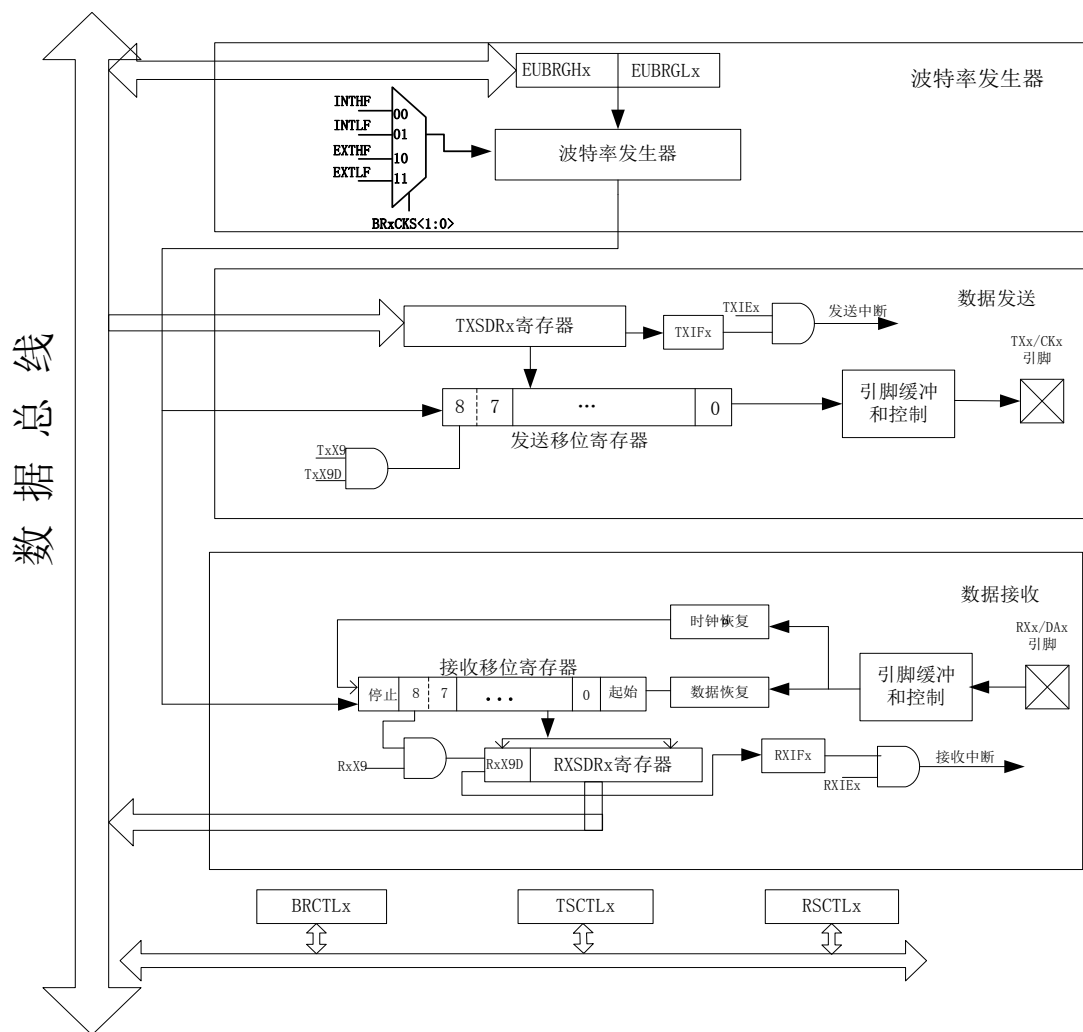 数据总线
EUBRGHx
EUBRGLx
波特率发生器
INTHF
00
INTLF
01
EXTHF
10
EXTLF
11
BRxCKS<1:0>
波特率发生器
数据发送
TXSDRx寄存器
TXIEx
TXIFx
发送中断
TXx/CKx
引脚
8
7
...
0
发送移位寄存器
引脚缓冲
和控制
TxX9
TxX9D
数据接收
时钟恢复
RXx/DAx
引脚
接收移位寄存器
停止
8
7
...
0
起始
数据恢复
引脚缓冲
和控制
RxX9
RxX9D
RXSDRx寄存器
RXIFx
RXIEx
接收中断
BRCTLx
TSCTLx
RSCTLx